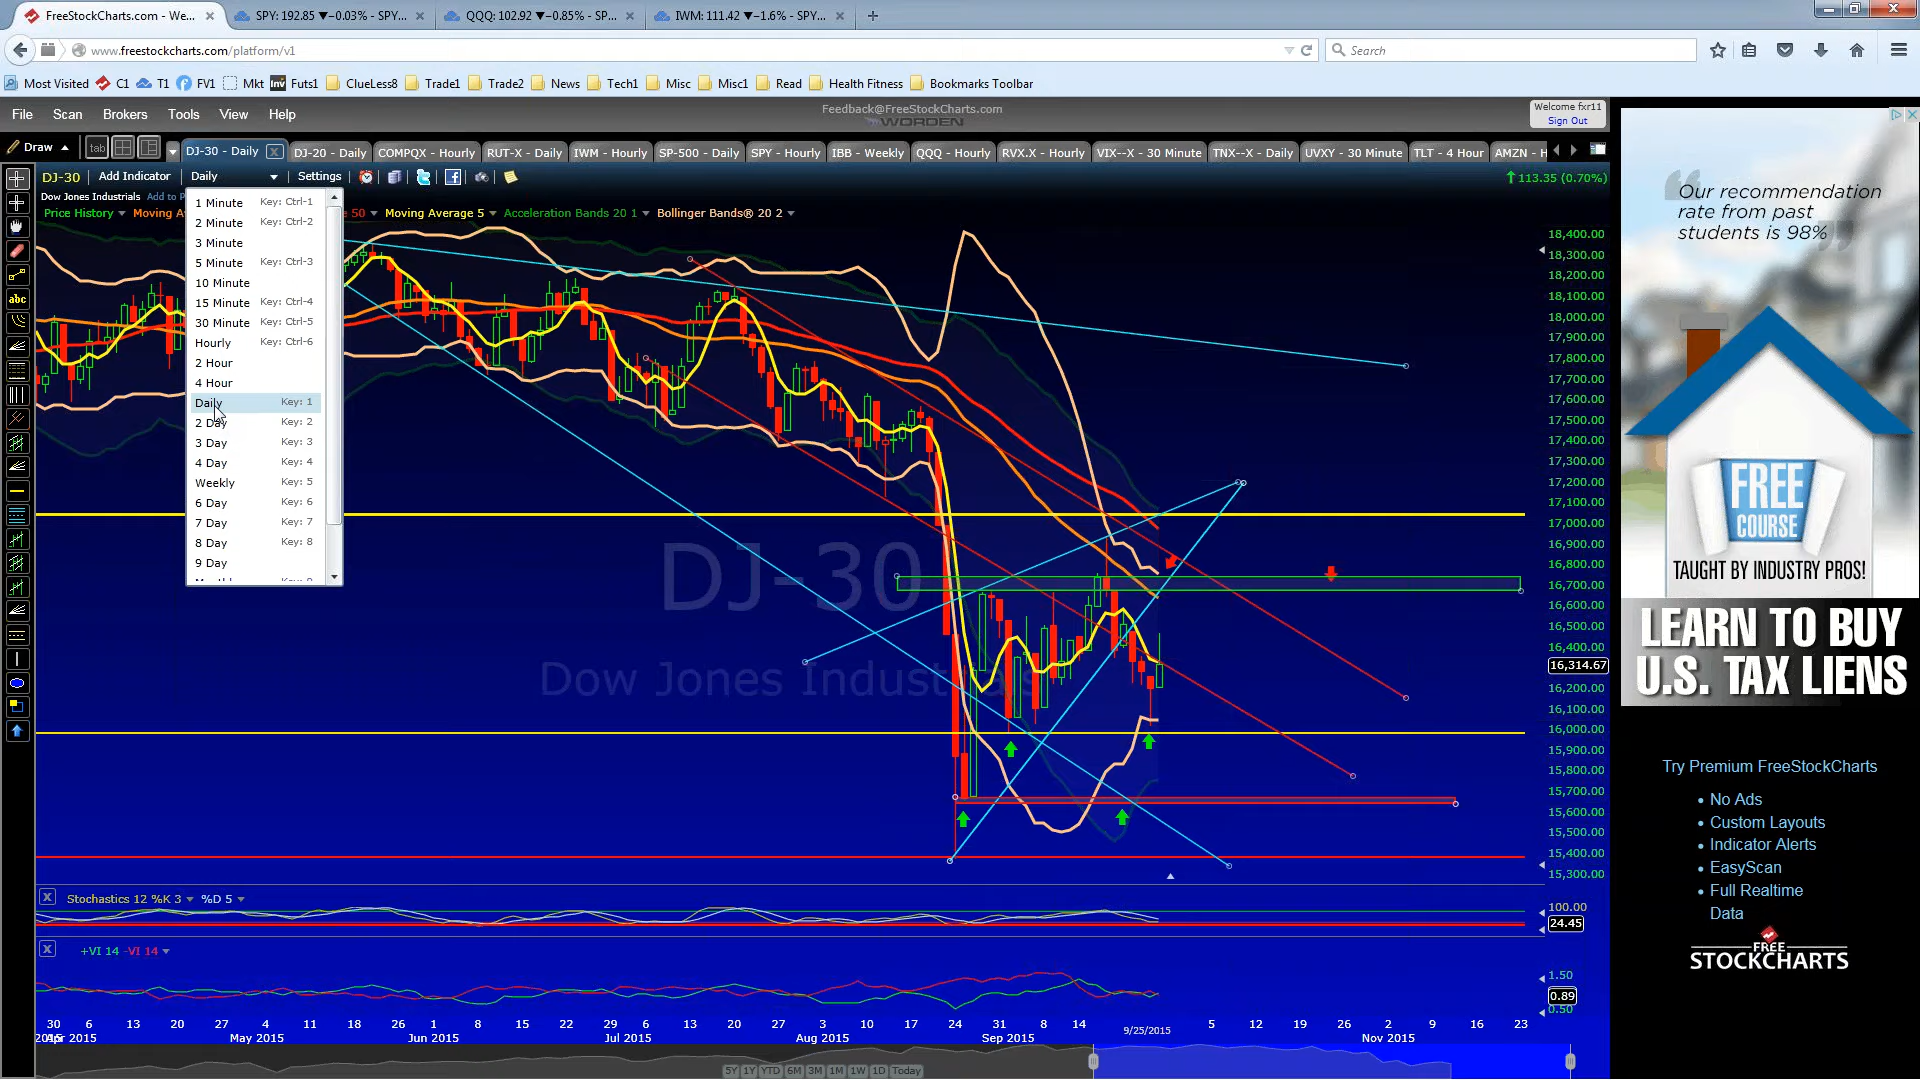 FreeStockCharts.com - We...
SPY: 192.85 ▼−0.03% - SPY...
QQQ: 102.92 ▼−0.85% - SP...
IWM: 111.42 ▼−1.6% - SPY...
www.freestockcharts.com/platform/v1
Search
Most Visited C1 T1 FV1 Mkt Futs1 ClueLess8 Trade1 Trade2 News Tech1 Misc Misc1 Read Health Fitness Bookmarks Toolbar
File Scan Brokers Tools View Help
Feedback@FreeStockCharts.com
WORDEN
Welcome fxr11
Sign Out
Draw tab DJ-30 - Daily DJ-20 - Daily COMPQX - Hourly RUT-X - Daily IWM - Hourly SP-500 - Daily SPY - Hourly IBB - Weekly QQQ - Hourly RVX.X - Hourly VIX--X - 30 Minute TNX--X - Daily UVXY - 30 Minute TLT - 4 Hour AMZN - H
DJ-30 Add Indicator Daily Settings 113.35 (0.70%)
Dow Jones Industrials Add to P
Price History Moving A 50 Moving Average 5 Acceleration Bands 20 1 Bollinger Bands® 20 2
1 Minute Key: Ctrl-1
2 Minute Key: Ctrl-2
3 Minute
5 Minute Key: Ctrl-3
10 Minute
15 Minute Key: Ctrl-4
30 Minute Key: Ctrl-5
Hourly Key: Ctrl-6
2 Hour
4 Hour
Daily Key: 1
2 Day Key: 2
3 Day Key: 3
4 Day Key: 4
Weekly Key: 5
6 Day Key: 6
7 Day Key: 7
8 Day Key: 8
9 Day
DJ-30
Dow Jones Industrials
18,400.00
18,300.00
18,200.00
18,100.00
18,000.00
17,900.00
17,800.00
17,700.00
17,600.00
17,500.00
17,400.00
17,300.00
17,200.00
17,100.00
17,000.00
16,900.00
16,800.00
16,700.00
16,600.00
16,500.00
16,400.00
16,314.67
16,200.00
16,100.00
16,000.00
15,900.00
15,800.00
15,700.00
15,600.00
15,500.00
15,400.00
15,300.00
Stochastics 12 %K 3 %D 5
100.00
24.45
+VI 14 -VI 14
1.50
0.89
0.50
30 6 13 20 27 4 11 18 26 1 8 15 22 29 6 13 20 27 3 10 17 24 31 8 14 9/25/2015 5 12 19 26 2 9 16 23
2015 Apr 2015 May 2015 Jun 2015 Jul 2015 Aug 2015 Sep 2015 Nov 2015
5Y 1Y YTD 6M 3M 1M 1W 1D Today
Our recommendation
rate from past
students is 98%
FREE
COURSE
TAUGHT BY INDUSTRY PROS!
LEARN TO BUY
U.S. TAX LIENS
Try Premium FreeStockCharts
• No Ads
• Custom Layouts
• Indicator Alerts
• EasyScan
• Full Realtime
Data
FREE
STOCKCHARTS